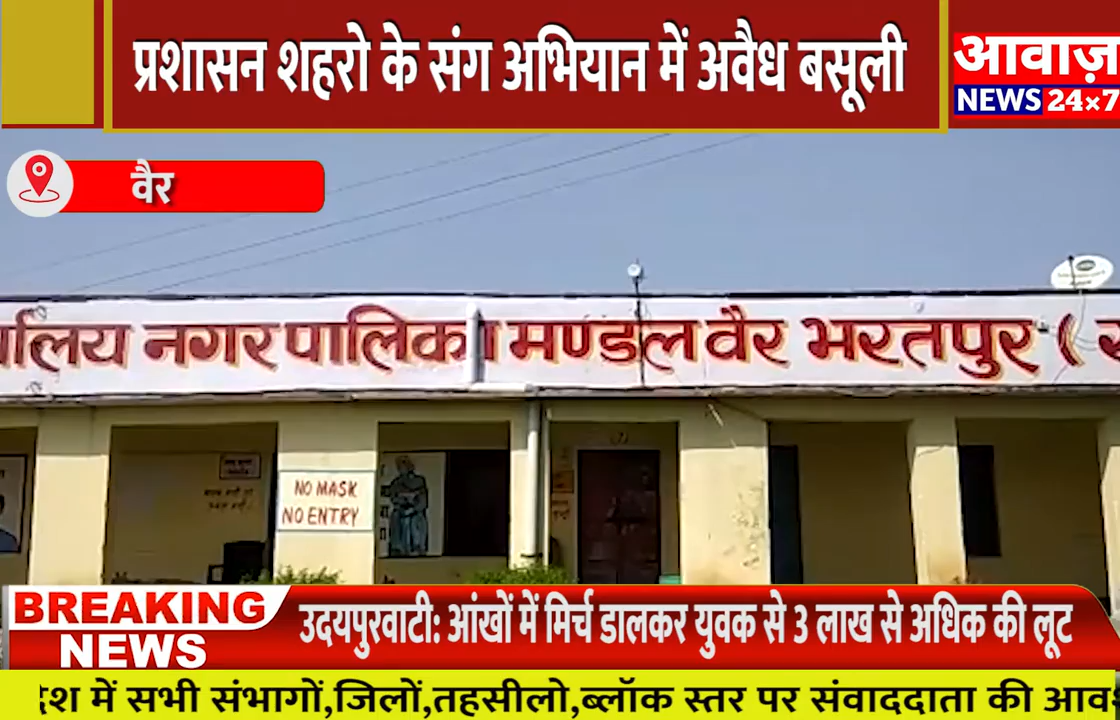 प्रशासन शहरो के संग अभियान में अवैध बसूली
आवाज़
NEWS 24×7
वैर
नगर पालिका मण्डल वैर भरतपुर (
NO MASK
NO ENTRY
BREAKING
NEWS
उदयपुरवाटी: आंखों में मिर्च डालकर युवक से 3 लाख से अधिक की लूट
में सभी संभागों,जिलों,तहसीलो,ब्लॉक स्तर पर संवाददाता की